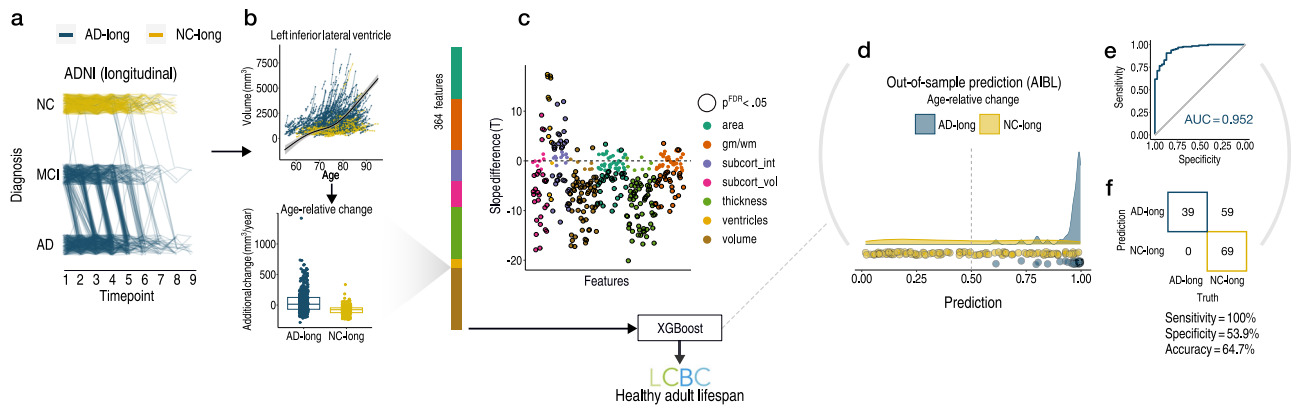 a
AD-long
NC-long
ADNI (longitudinal)
Diagnosis
NC
MCI
AD
1 2 3 4 5 6 7 8 9
Timepoint
b
Left inferior lateral ventricle
Volume (mm³)
7500
6250
5000
3750
2500
1250
0
60 70 80 90
Age
Age-relative change
Additional change (mm³/year)
1000
500
0
AD-long NC-long
364 features
c
Slope difference (T)
10
0
-10
-20
Features
pFDR < .05
area
gm/wm
subcort_int
subcort_vol
thickness
ventricles
volume
XGBoost
LCBC
Healthy adult lifespan
d
Out-of-sample prediction (AIBL)
Age-relative change
AD-long NC-long
0.00 0.25 0.50 0.75 1.00
Prediction
e
Sensitivity
1.00
0.75
0.50
0.25
0.00
AUC = 0.952
1.00 0.75 0.50 0.25 0.00
Specificity
f
Prediction
AD-long 39 59
NC-long 0 69
AD-long NC-long
Truth
Sensitivity = 100%
Specificity = 53.9%
Accuracy = 64.7%